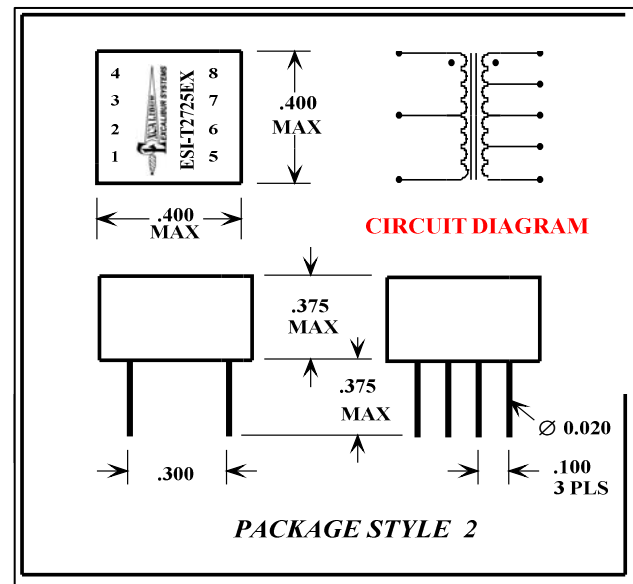 4 8
3 7
2 6
1 5
EXCALIBUR
EXCALIBUR SYSTEMS
ESI-T2725EX
.400
MAX
.400
MAX
CIRCUIT DIAGRAM
.375
MAX
.375
MAX
Ø 0.020
.300
.100
3 PLS
PACKAGE STYLE 2